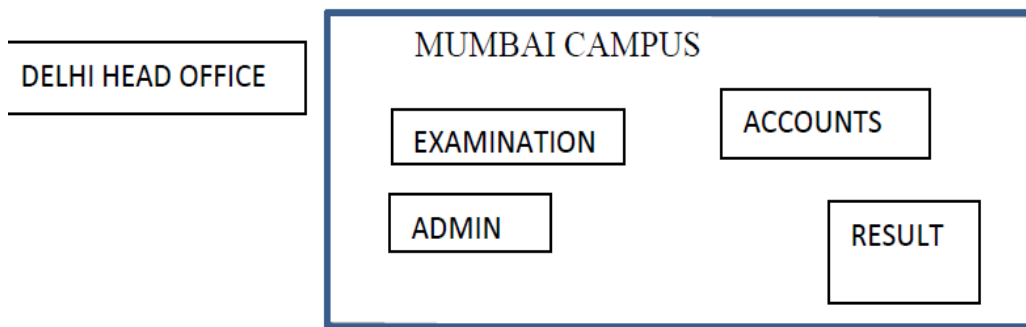 DELHI HEAD OFFICE
MUMBAI CAMPUS
EXAMINATION
ACCOUNTS
ADMIN
RESULT